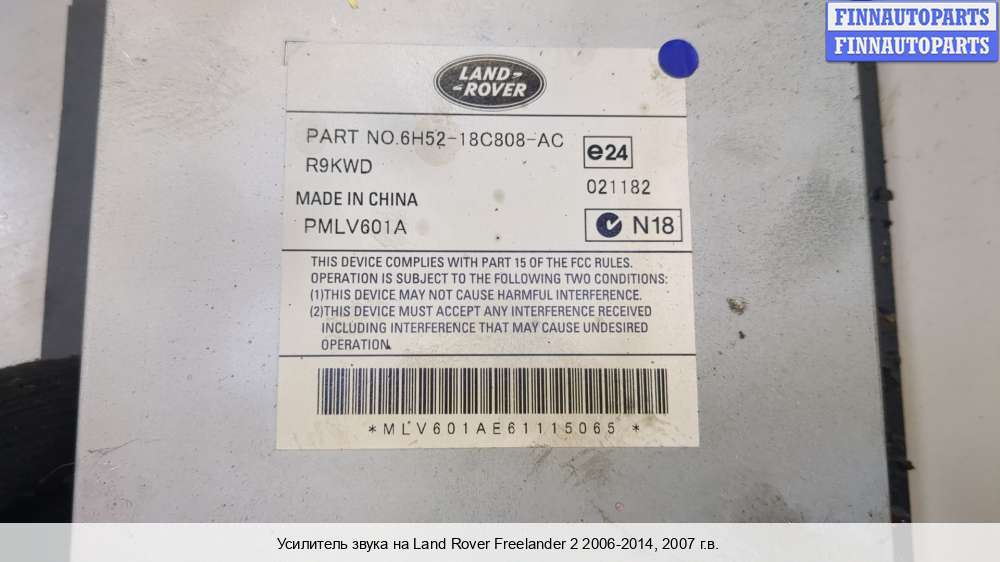 FINNAUTOPARTS
FINNAUTOPARTS
LAND-
-ROVER
PART NO.6H52-18C808-AC
R9KWD
e24
021182
MADE IN CHINA
PMLV601A
N18
THIS DEVICE COMPLIES WITH PART 15 OF THE FCC RULES.
OPERATION IS SUBJECT TO THE FOLLOWING TWO CONDITIONS:
(1)THIS DEVICE MAY NOT CAUSE HARMFUL INTERFERENCE.
(2)THIS DEVICE MUST ACCEPT ANY INTERFERENCE RECEIVED
INCLUDING INTERFERENCE THAT MAY CAUSE UNDESIRED
OPERATION.
*MLV601AE61115065*
Усилитель звука на Land Rover Freelander 2 2006-2014, 2007 г.в.